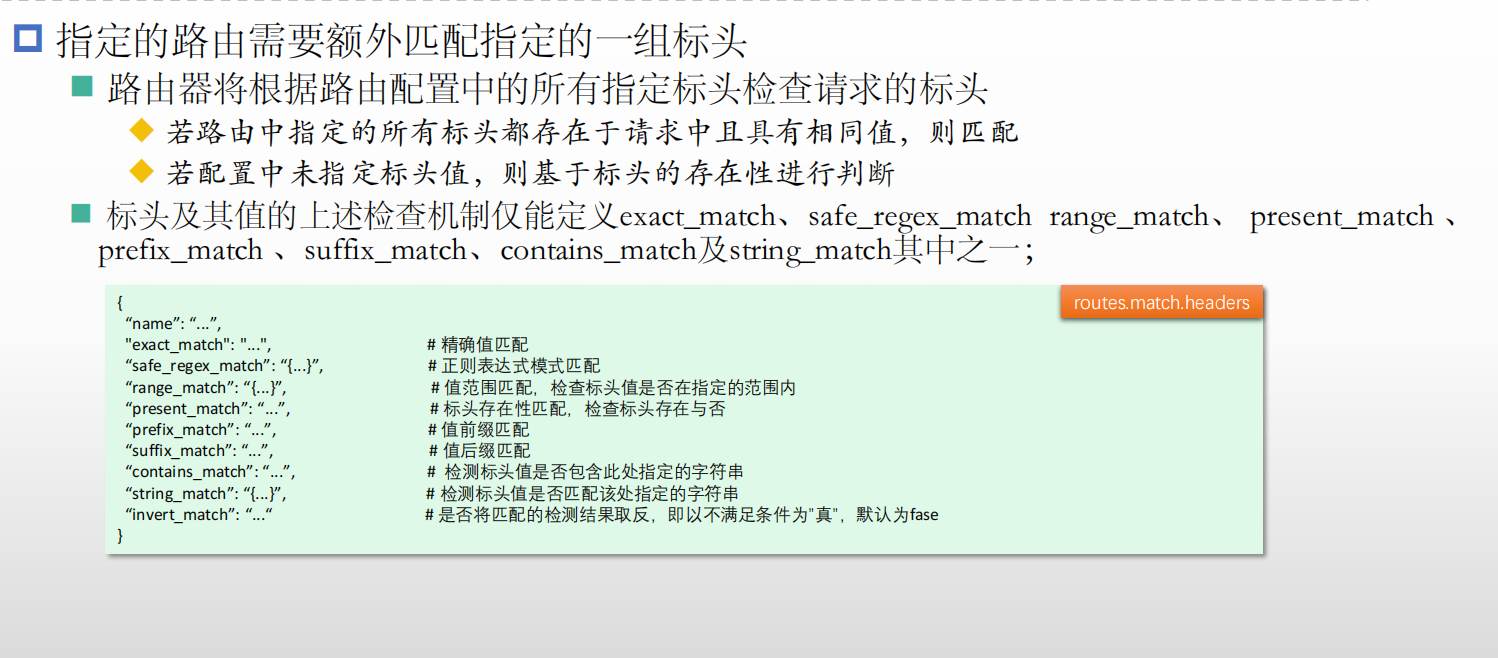 指定的路由需要额外匹配指定的一组标头
路由器将根据路由配置中的所有指定标头检查请求的标头
若路由中指定的所有标头都存在于请求中且具有相同值，则匹配
若配置中未指定标头值，则基于标头的存在性进行判断
标头及其值的上述检查机制仅能定义exact_match、safe_regex_match range_match、 present_match 、
prefix_match 、suffix_match、contains_match及string_match其中之一；
routes.match.headers
{
“name”: “...”,
"exact_match": "...", # 精确值匹配
“safe_regex_match”: “{...}”, # 正则表达式模式匹配
“range_match”: “{...}”, # 值范围匹配，检查标头值是否在指定的范围内
“present_match”: “...”, # 标头存在性匹配，检查标头存在与否
“prefix_match”: “...”, # 值前缀匹配
“suffix_match”: “...”, # 值后缀匹配
“contains_match”: “...”, # 检测标头值是否包含此处指定的字符串
“string_match”: “{...}”, # 检测标头值是否匹配该处指定的字符串
“invert_match”: “...“ # 是否将匹配的检测结果取反，即以不满足条件为”真”，默认为fase
}